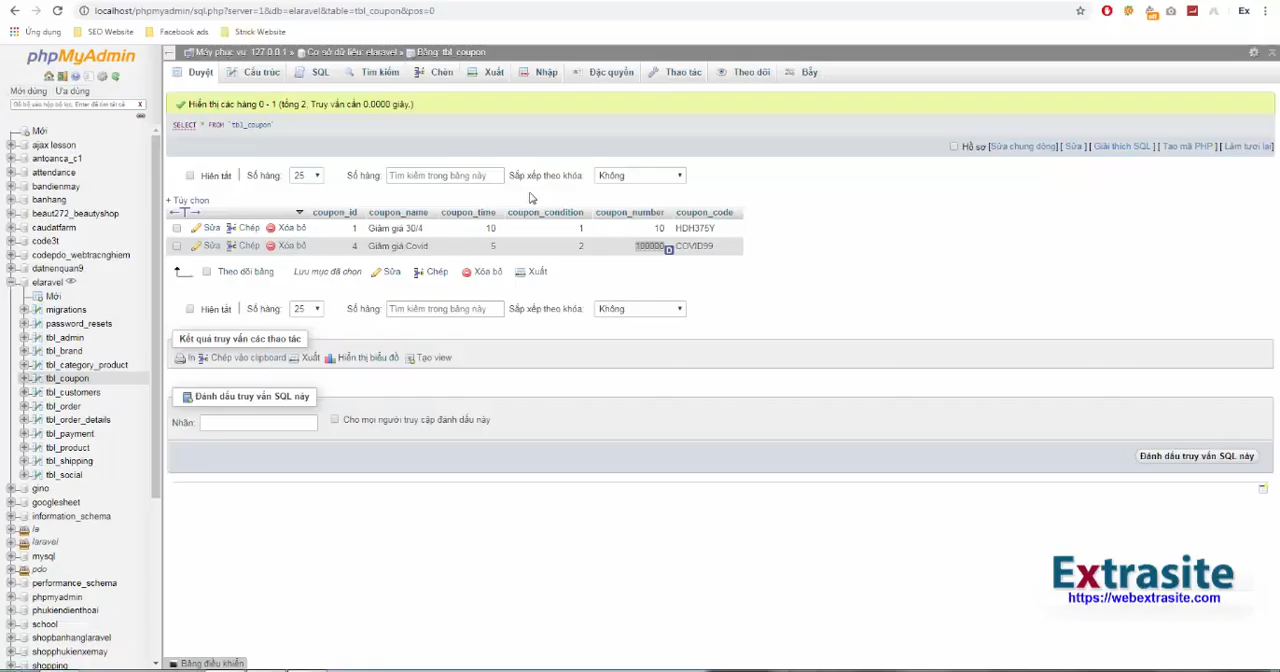 localhost/phpmyadmin/sql.php?server=1&db=elaravel&table=tbl_coupon&pos=0
Ex
Ứng dụng SEO Website Facebook ads Strick Website
phpMyAdmin
Mới dùng Ưa dùng
X
Máy phục vụ: 127.0.0.1 » Cơ sở dữ liệu: elaravel » Bảng: tbl_coupon
Duyệt Cấu trúc SQL Tìm kiếm Chèn Xuất Nhập Đặc quyền Thao tác Theo dõi Bẫy
Hiển thị các hàng 0 - 1 (tổng 2, Truy vấn cần 0.0000 giây.)
SELECT * FROM `tbl_coupon`
Hồ sơ [Sửa chung dòng] [ Sửa ] [ Giải thích SQL ] [ Tạo mã PHP ] [ Làm tươi lại]
Hiện tất Số hàng: 25 Số hàng: Tìm kiếm trong bảng này Sắp xếp theo khóa: Không
+ Tùy chọn
←T→ coupon_id coupon_name coupon_time coupon_condition coupon_number coupon_code
Sửa Chép Xóa bỏ 1 Giảm giá 30/4 10 1 10 HDH375Y
Sửa Chép Xóa bỏ 4 Giảm giá Covid 5 2 100000 COVID99
Theo dõi bảng Lưu mục đã chọn Sửa Chép Xóa bỏ Xuất
Hiện tất Số hàng: 25 Số hàng: Tìm kiếm trong bảng này Sắp xếp theo khóa: Không
Kết quả truy vấn các thao tác
In Chép vào clipboard Xuất Hiển thị biểu đồ Tạo view
Đánh dấu truy vấn SQL này
Nhãn: Cho mọi người truy cập đánh dấu này
Đánh dấu truy vấn SQL này
Mới
ajax lesson
antoanca_c1
attendance
bandienmay
banhang
beaut272_beautyshop
caudatfarm
code3t
codepdo_webtracnghiem
datnenquan9
elaravel
Mới
migrations
password_resets
tbl_admin
tbl_brand
tbl_category_product
tbl_coupon
tbl_customers
tbl_order
tbl_order_details
tbl_payment
tbl_product
tbl_shipping
tbl_social
gino
googlesheet
information_schema
la
laravel
mysql
pdo
performance_schema
phpmyadmin
phukiendienthoai
school
shopbanhanglaravel
shopphukienxemay
shopping
Bảng điều khiển
Extrasite
https://webextrasite.com